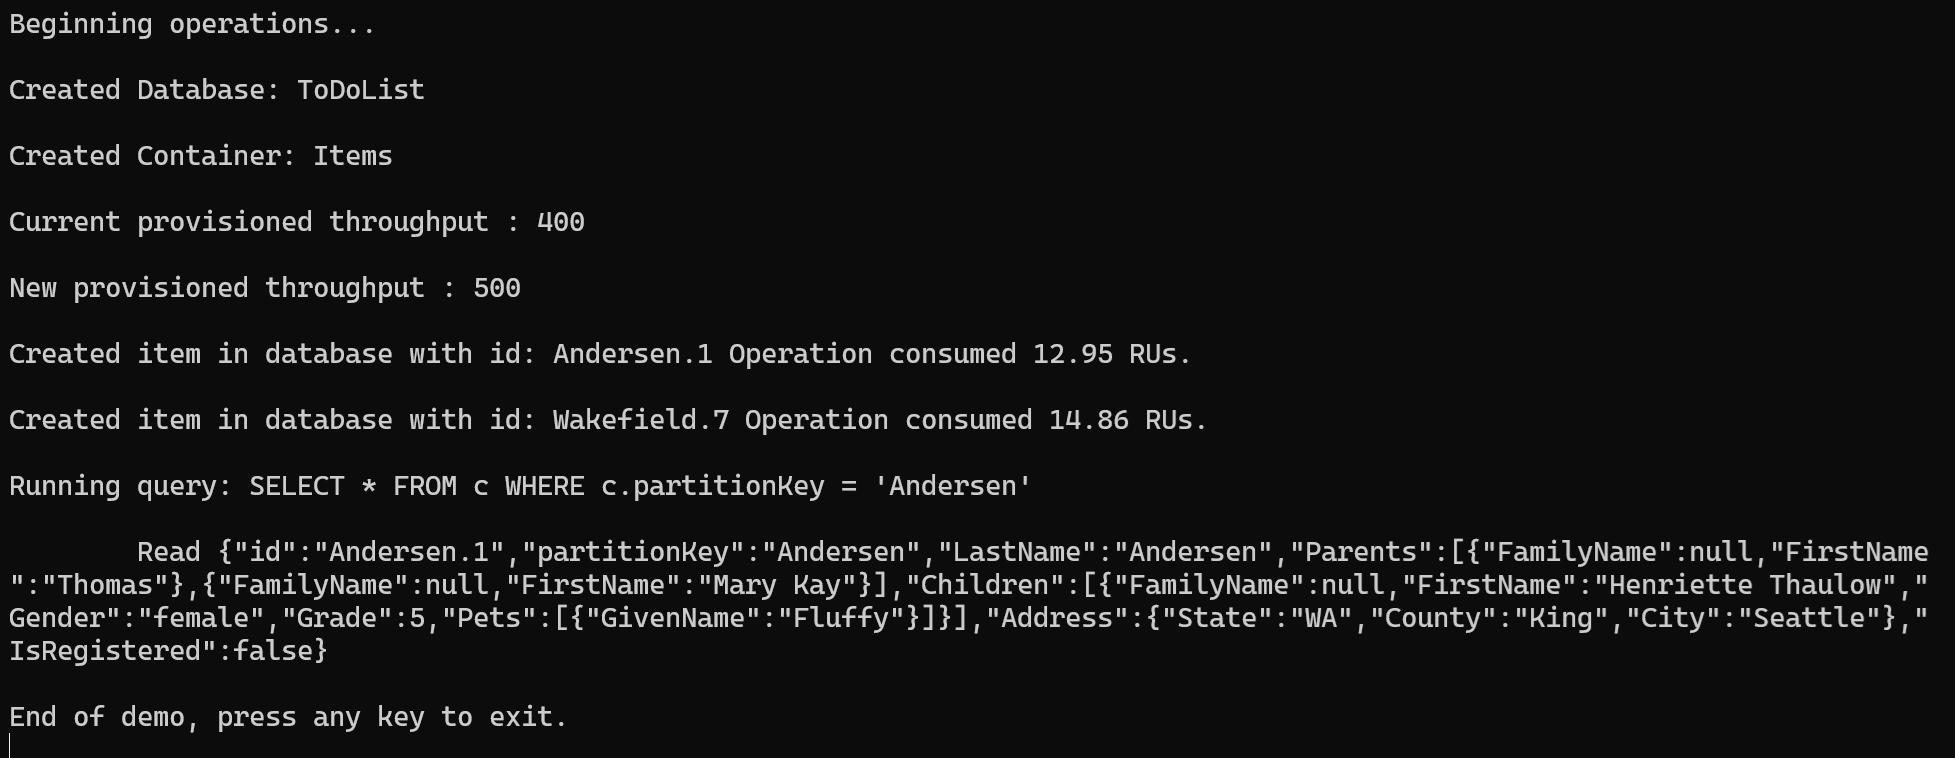 Beginning operations...
Created Database: ToDoList
Created Container: Items
Current provisioned throughput : 400
New provisioned throughput : 500
Created item in database with id: Andersen.1 Operation consumed 12.95 RUs.
Created item in database with id: Wakefield.7 Operation consumed 14.86 RUs.
Running query: SELECT * FROM c WHERE c.partitionKey = 'Andersen'
        Read {"id":"Andersen.1","partitionKey":"Andersen","LastName":"Andersen","Parents":[{"FamilyName":null,"FirstName
":"Thomas"},{"FamilyName":null,"FirstName":"Mary Kay"}],"Children":[{"FamilyName":null,"FirstName":"Henriette Thaulow","
Gender":"female","Grade":5,"Pets":[{"GivenName":"Fluffy"}]}],"Address":{"State":"WA","County":"King","City":"Seattle"},"
IsRegistered":false}
End of demo, press any key to exit.